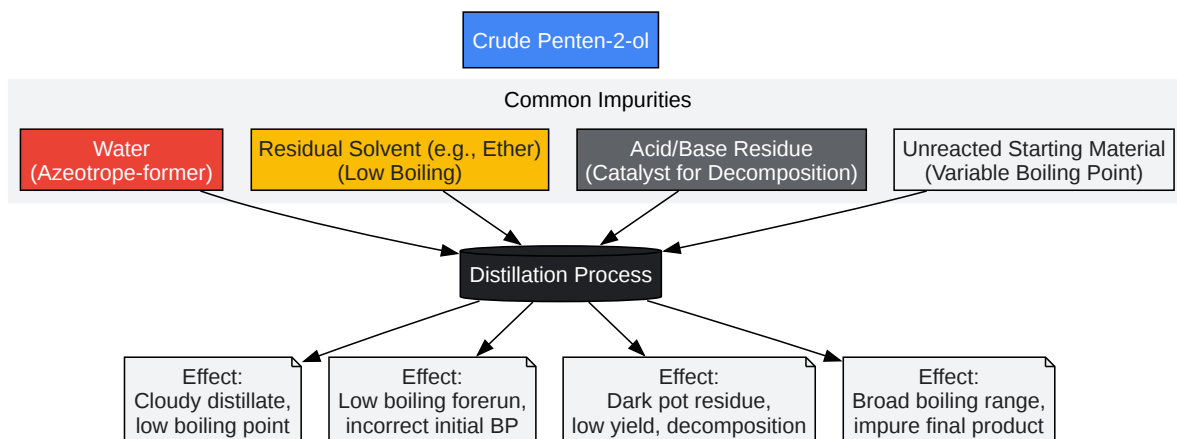 Crude Penten-2-ol
Common Impurities
Water
(Azeotrope-former)
Residual Solvent (e.g., Ether)
(Low Boiling)
Acid/Base Residue
(Catalyst for Decomposition)
Unreacted Starting Material
(Variable Boiling Point)
Distillation Process
Effect:
Cloudy distillate,
low boiling point
Effect:
Low boiling forerun,
incorrect initial BP
Effect:
Dark pot residue,
low yield, decomposition
Effect:
Broad boiling range,
impure final product